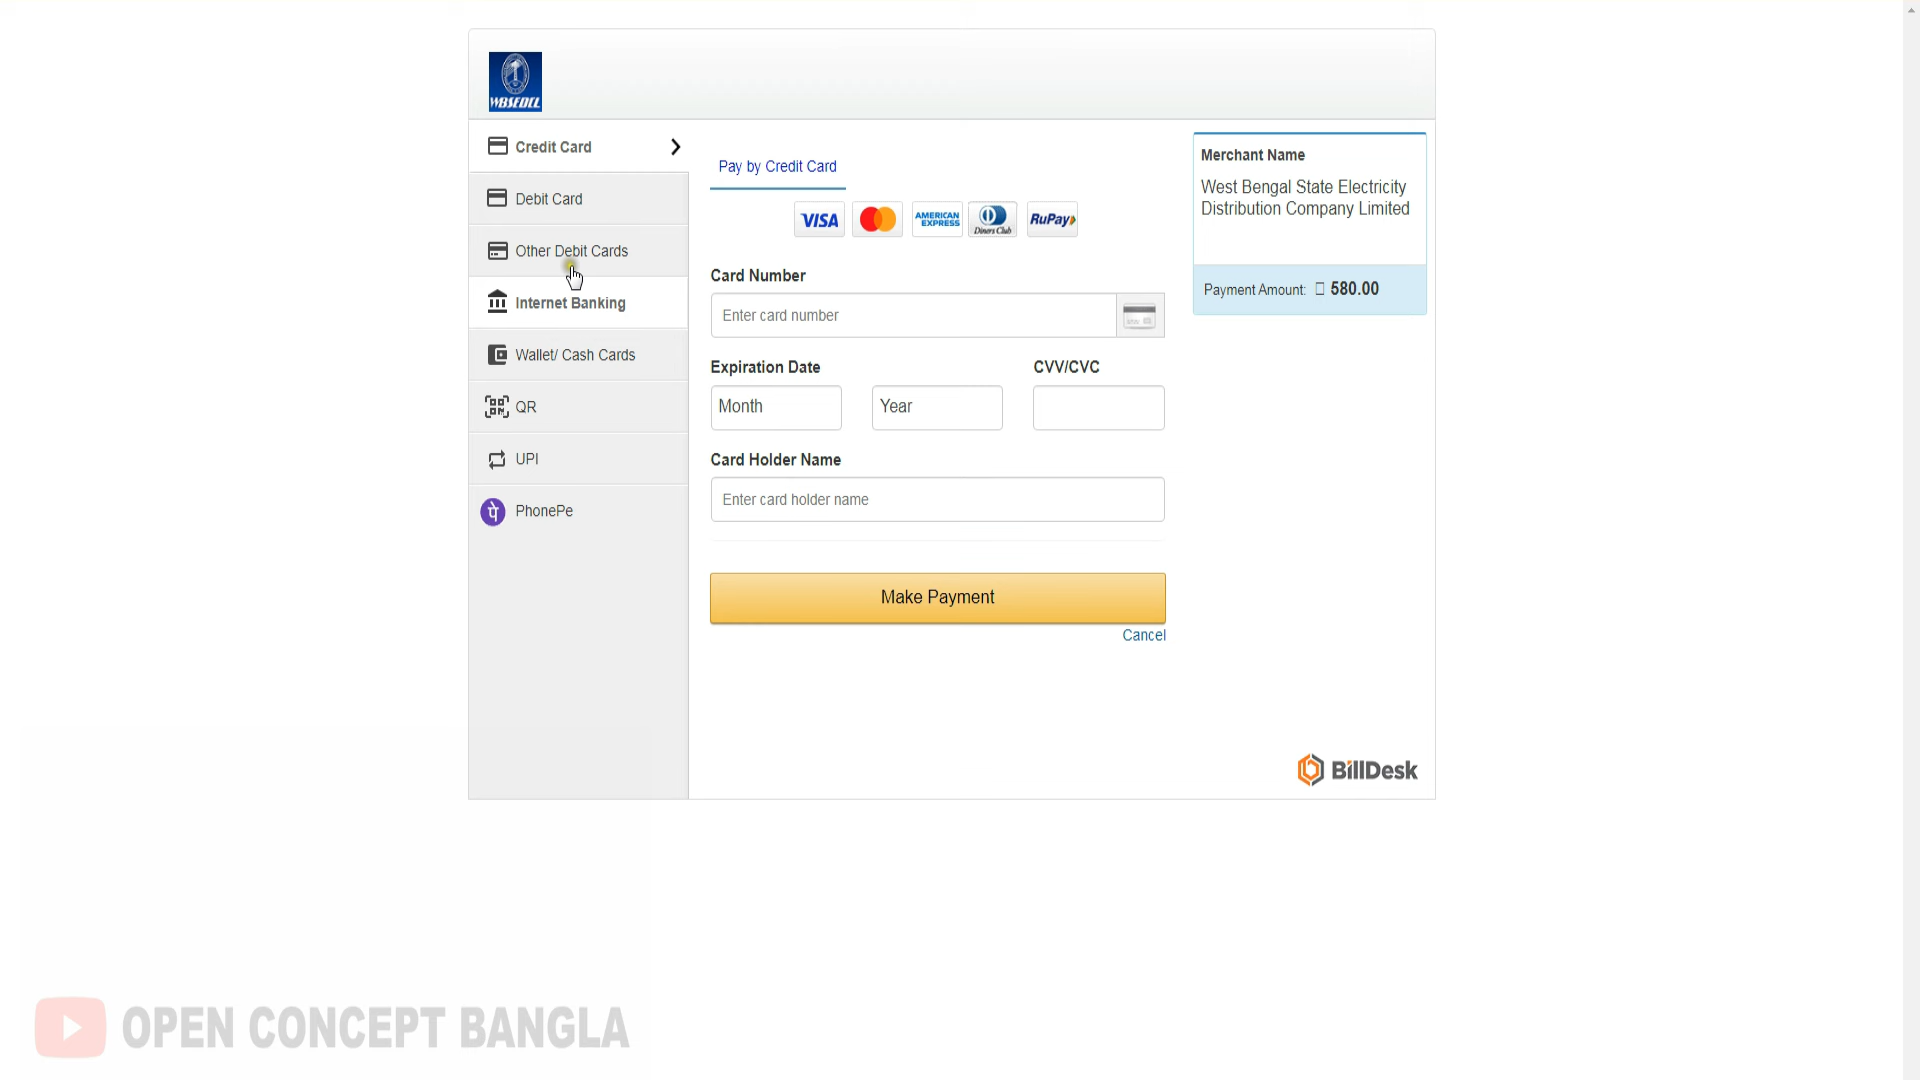 WBSEDCL
Credit Card
Debit Card
Other Debit Cards
Internet Banking
Wallet/ Cash Cards
QR
UPI
पे PhonePe
Pay by Credit Card
VISA
AMERICAN EXPRESS
Diners Club
RuPay
Card Number
Enter card number
Expiration Date
CVV/CVC
Month
Year
Card Holder Name
Enter card holder name
Make Payment
Cancel
Merchant Name
West Bengal State Electricity
Distribution Company Limited
Payment Amount: 580.00
BillDesk
OPEN CONCEPT BANGLA